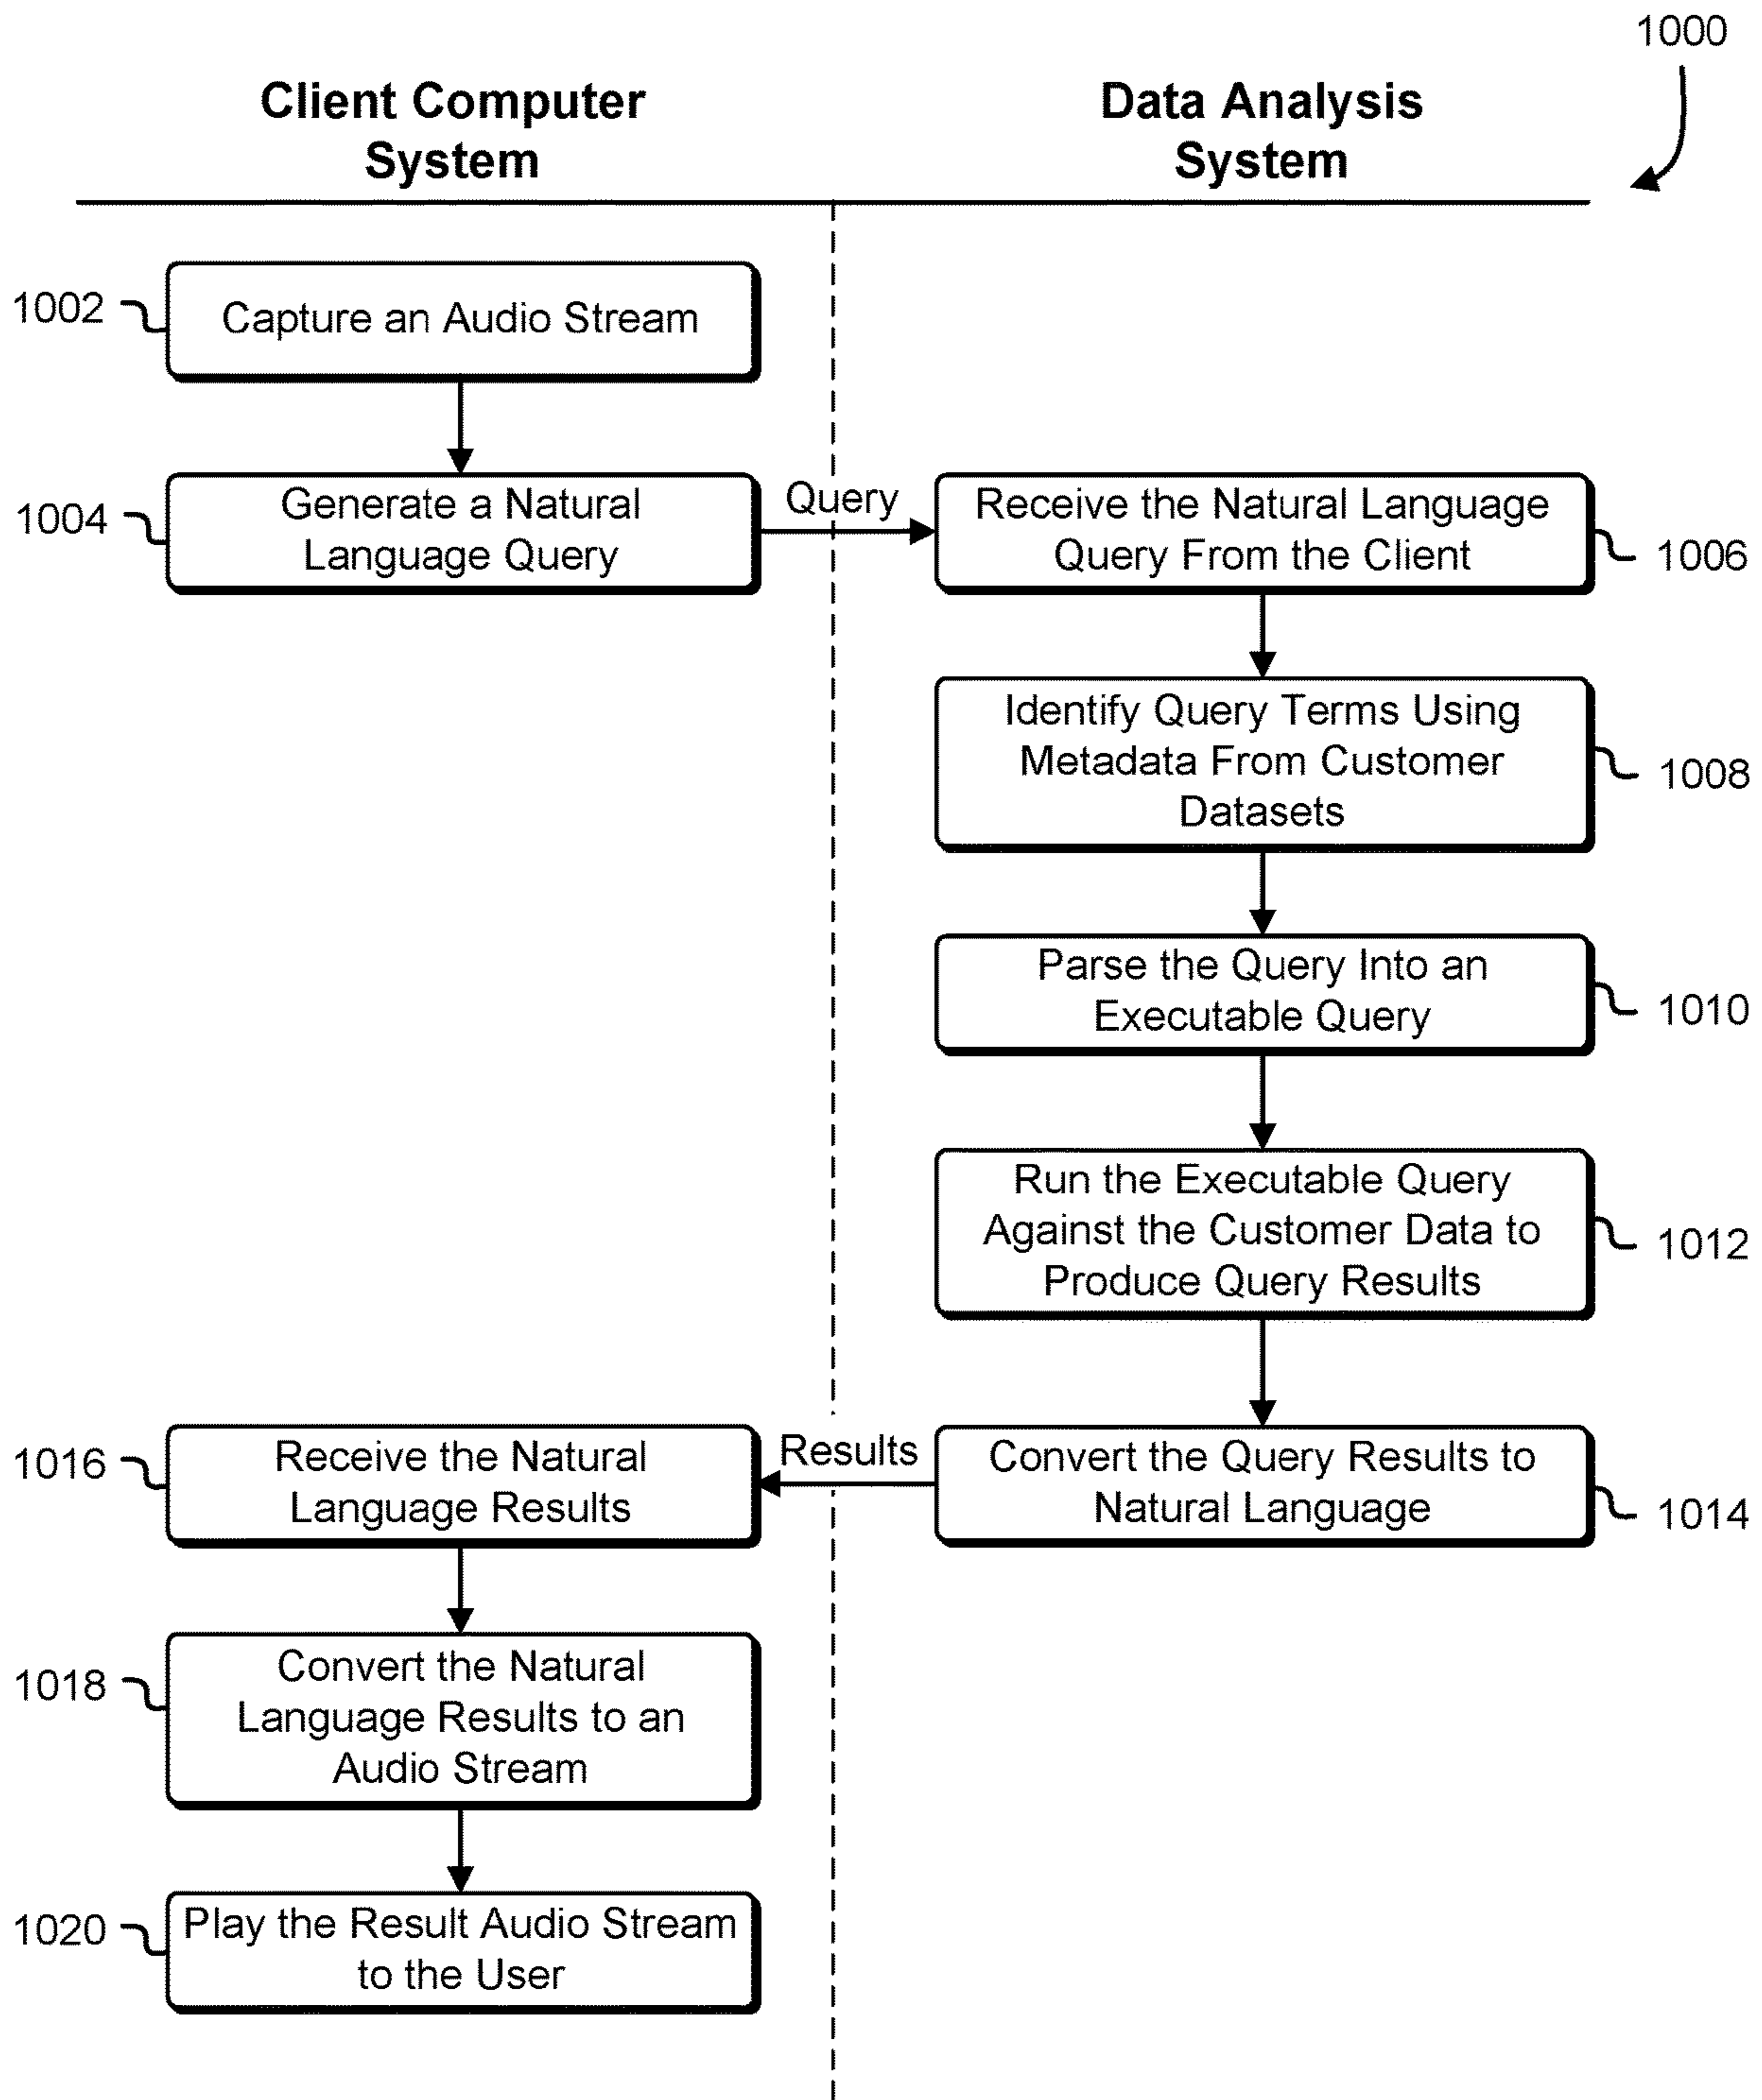 1000
Client Computer
System
Data Analysis
System
1002
Capture an Audio Stream
1004
Generate a Natural
Language Query
Query
Receive the Natural Language
Query From the Client
1006
Identify Query Terms Using
Metadata From Customer
Datasets
1008
Parse the Query Into an
Executable Query
1010
Run the Executable Query
Against the Customer Data to
Produce Query Results
1012
Convert the Query Results to
Natural Language
1014
Results
1016
Receive the Natural
Language Results
1018
Convert the Natural
Language Results to an
Audio Stream
1020
Play the Result Audio Stream
to the User